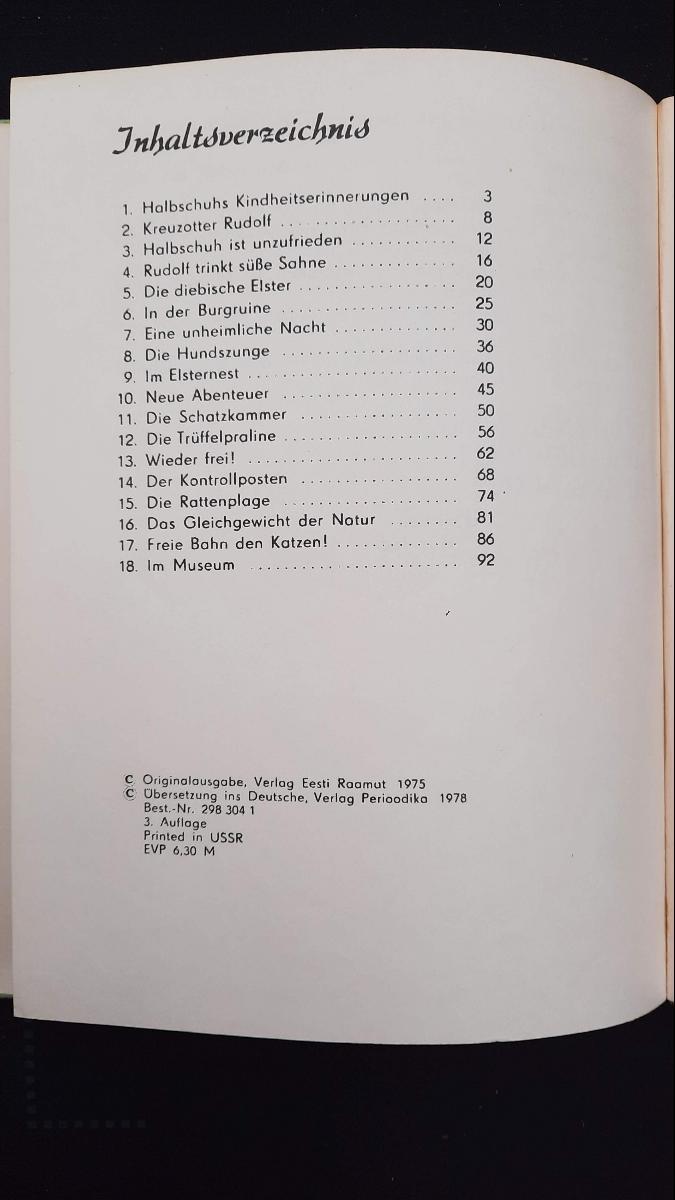 Inhaltsverzeichnis
1. Halbschuhs Kindheitserinnerungen .... 3
2. Kreuzotter Rudolf .................... 8
3. Halbschuh ist unzufrieden ............ 12
4. Rudolf trinkt süße Sahne .............. 16
5. Die diebische Elster .................. 20
6. In der Burgruine .................... 25
7. Eine unheimliche Nacht .............. 30
8. Die Hundszunge .................... 36
9. Im Elsternest ........................ 40
10. Neue Abenteuer .................... 45
11. Die Schatzkammer .................. 50
12. Die Trüffelpraline .................... 56
13. Wieder frei! ........................ 62
14. Der Kontrollposten .................. 68
15. Die Rattenplage .................... 74
16. Das Gleichgewicht der Natur ........ 81
17. Freie Bahn den Katzen! .............. 86
18. Im Museum ........................ 92
© Originalausgabe, Verlag Eesti Raamut 1975
© Übersetzung ins Deutsche, Verlag Perioodika 1978
Best.-Nr. 298 304 1
3. Auflage
Printed in USSR
EVP 6,30 M